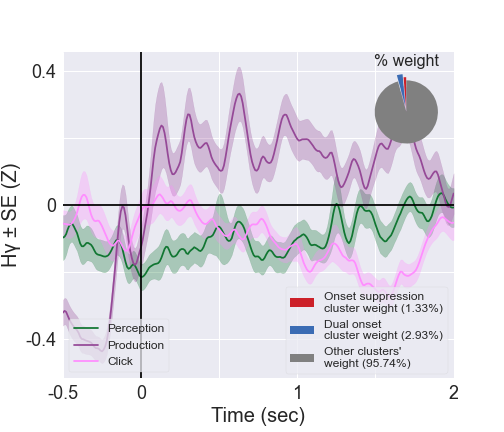 % weight
0.4
0
-0.4
Hγ ± SE (Z)
Perception
Production
Click
Onset suppression
cluster weight (1.33%)
Dual onset
cluster weight (2.93%)
Other clusters'
weight (95.74%)
-0.5
0
1
2
Time (sec)